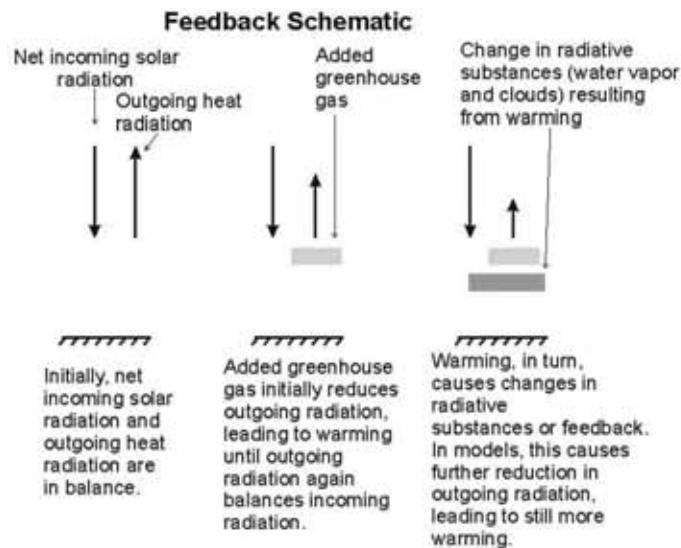 Feedback Schematic
Net incoming solar
radiation
Outgoing heat
radiation
Added
greenhouse
gas
Change in radiative
substances (water vapor
and clouds) resulting
from warming
Initially, net
incoming solar
radiation and
outgoing heat
radiation are
in balance.
Added greenhouse
gas initially reduces
outgoing radiation,
leading to warming
until outgoing
radiation again
balances incoming
radiation.
Warming, in turn,
causes changes in
radiative
substances or feedback.
In models, this causes
further reduction in
outgoing radiation,
leading to still more
warming.